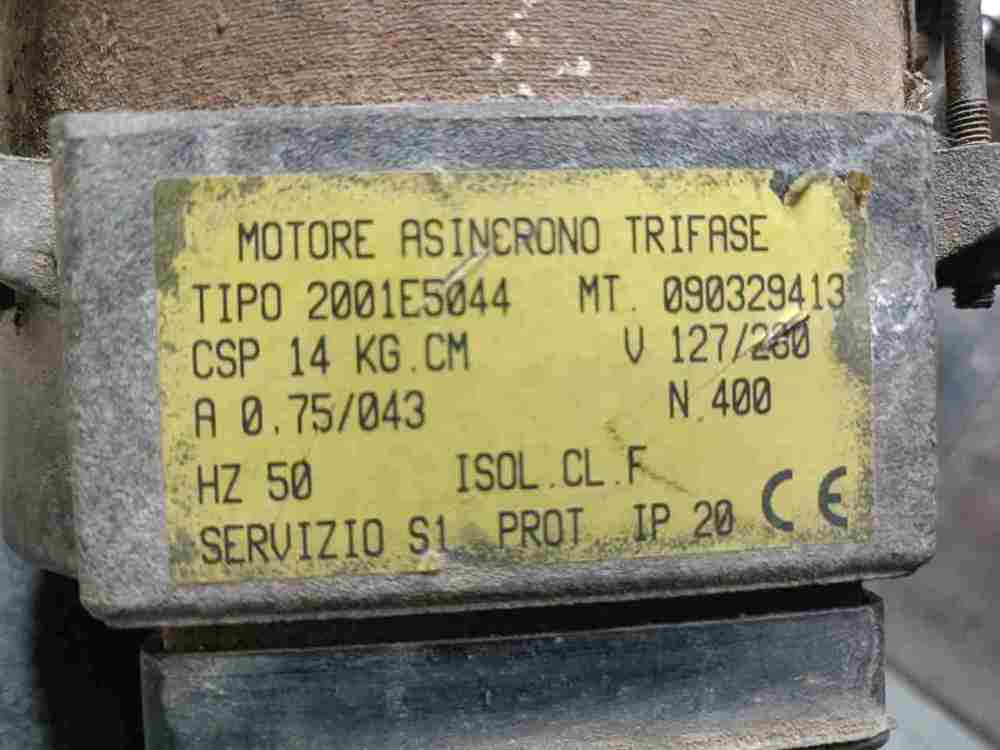 MOTORE ASINCRONO TRIFASE
TIPO 2001E5044 MT. 090329413
CSP 14 KG.CM V 127/230
A 0.75/043 N.400
HZ 50 ISOL.CL.F
SERVIZIO S1 PROT IP 20 CE